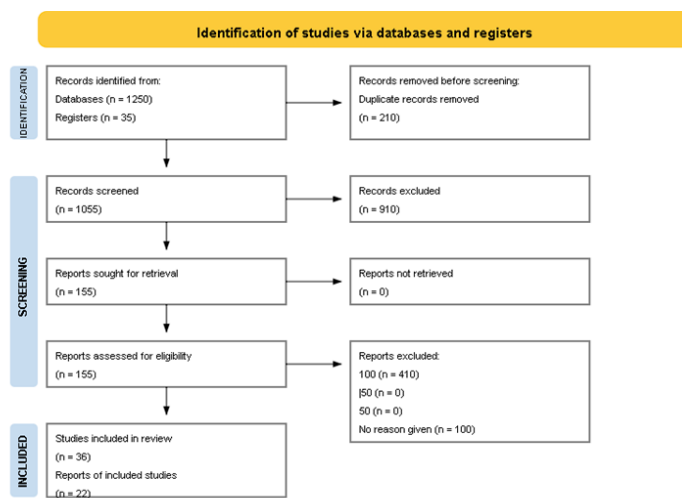 Identification of studies via databases and registers
IDENTIFICATION
Records identified from:
Databases (n = 1250)
Registers (n = 35)
Records removed before screening:
Duplicate records removed
(n = 210)
SCREENING
Records screened
(n = 1055)
Records excluded
(n = 910)
Reports sought for retrieval
(n = 155)
Reports not retrieved
(n = 0)
Reports assessed for eligibility
(n = 155)
Reports excluded:
100 (n = 410)
|50 (n = 0)
50 (n = 0)
No reason given (n = 100)
INCLUDED
Studies included in review
(n = 36)
Reports of included studies
(n = 22)